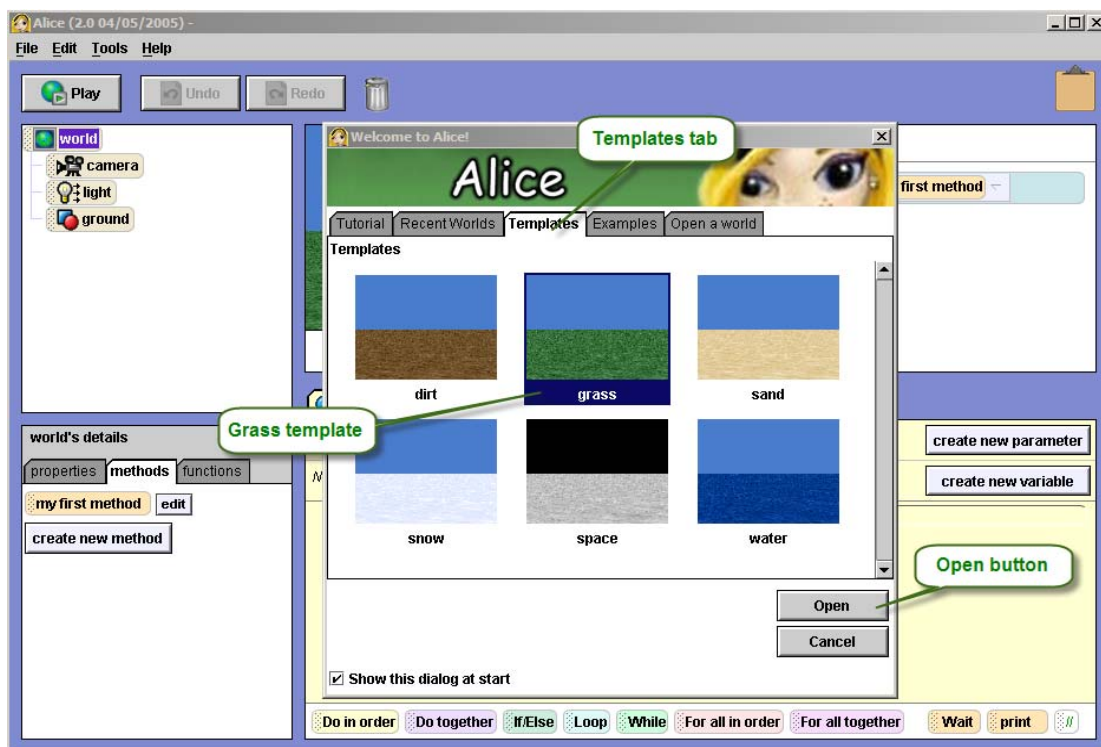 Alice (2.0 04/05/2005) -
File Edit Tools Help
Play Undo Redo
world
camera
light
ground
Welcome to Alice!
Templates tab
Alice
first method
Tutorial Recent Worlds Templates Examples Open a world
Templates
dirt grass sand
Grass template
snow space water
world's details
properties methods functions
my first method edit
create new method
create new parameter
create new variable
Open button
Open
Cancel
Show this dialog at start
Do in order Do together If/Else Loop While For all in order For all together Wait print //